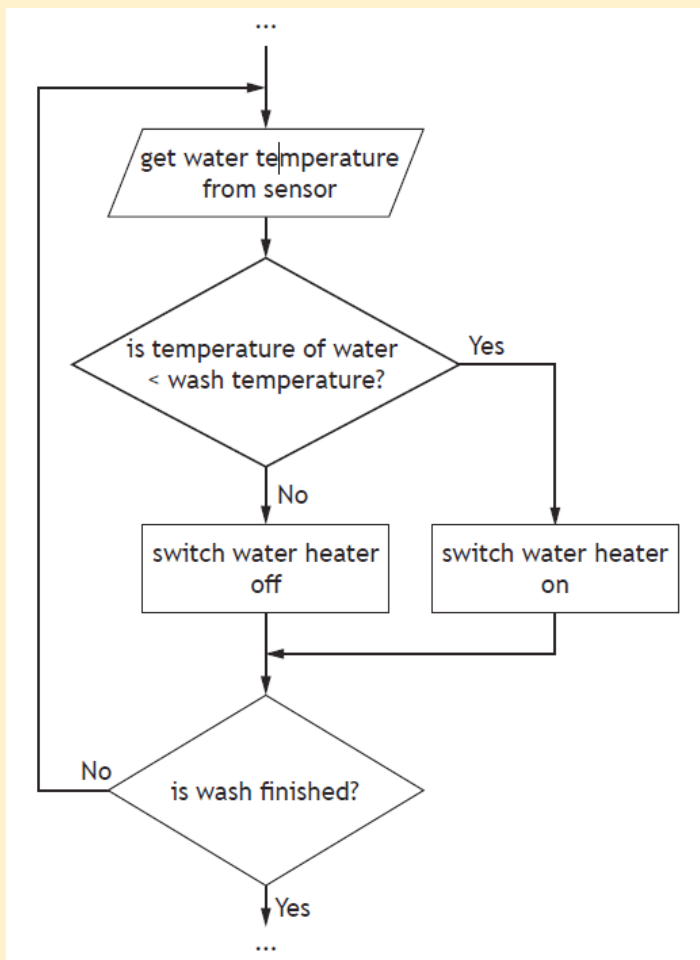 ...
get water temperature
from sensor
is temperature of water
< wash temperature?
Yes
No
switch water heater
off
switch water heater
on
No
is wash finished?
Yes
...